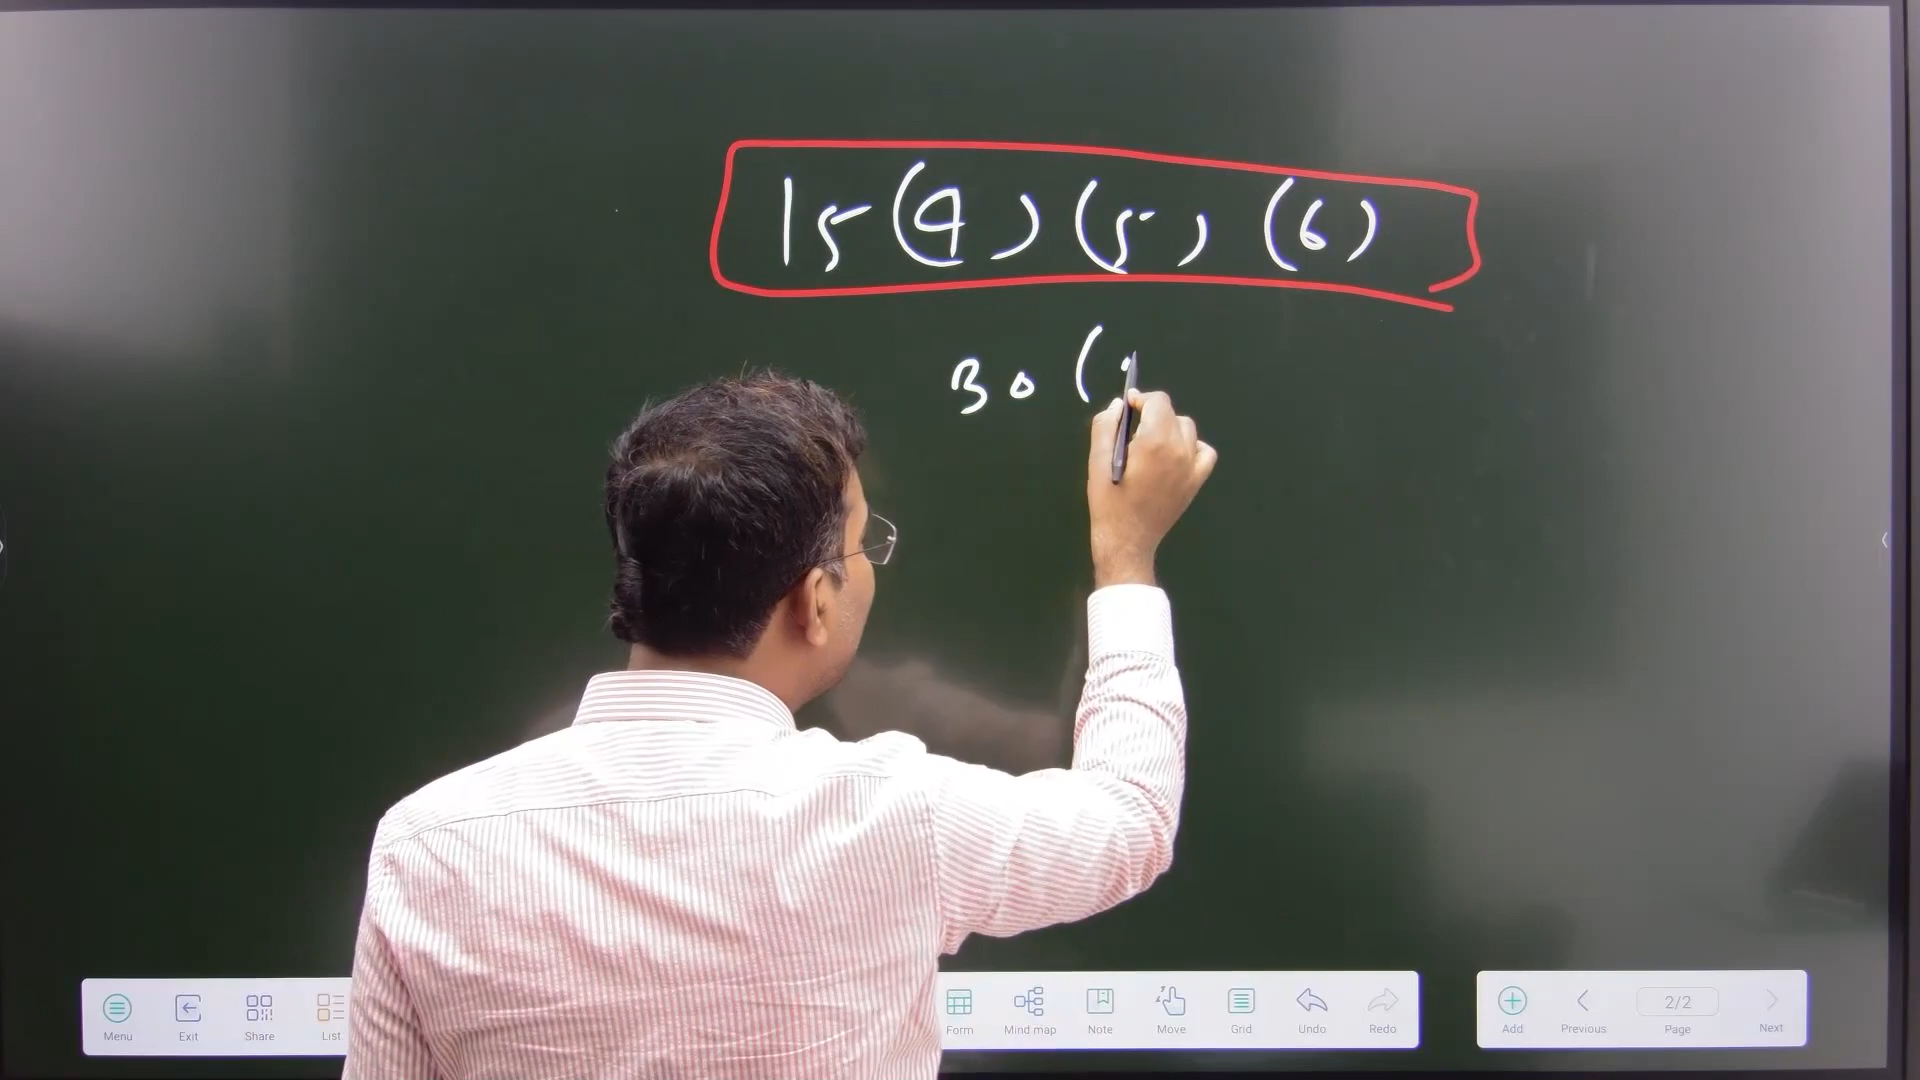 15(4)(5)(6)
30(
Menu
Exit
Share
List
Form
Mind map
Note
Move
Grid
Undo
Redo
Add
Previous
2/2
Page
Next